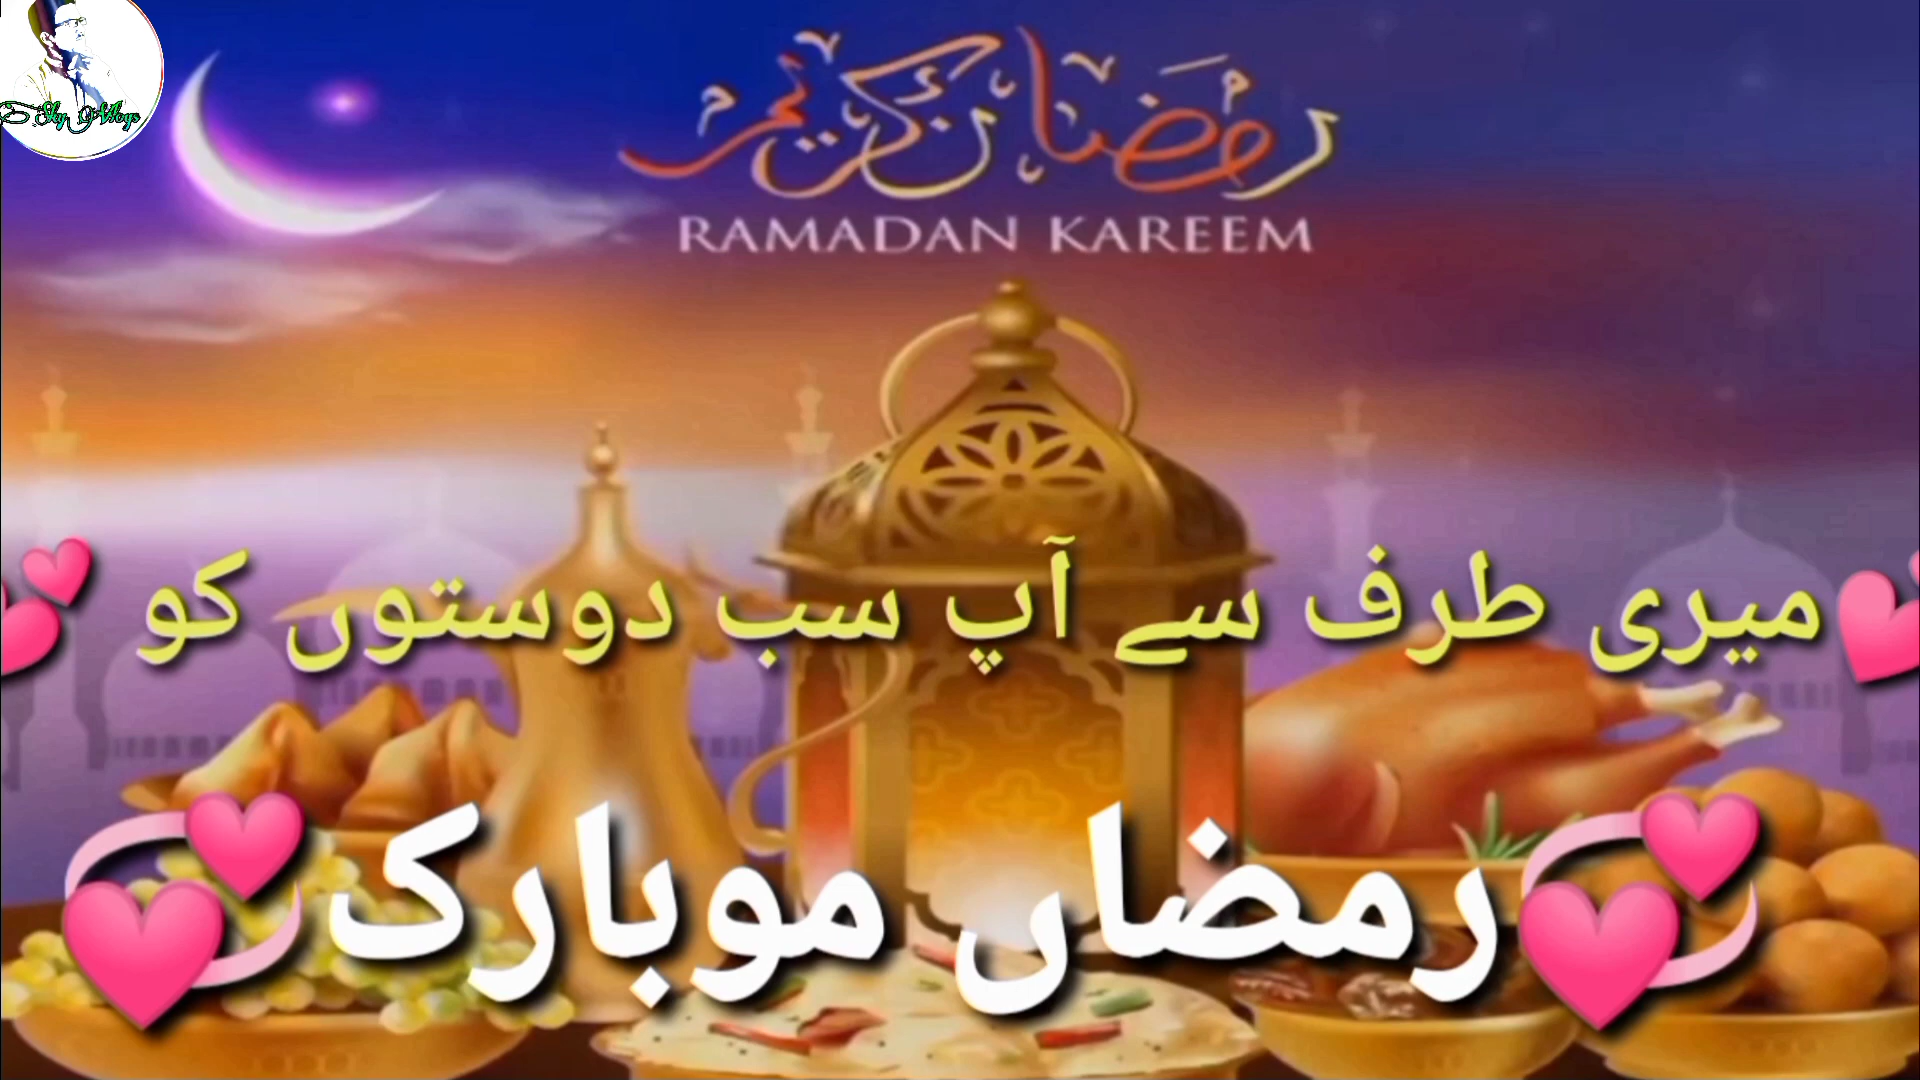 رمضان كريم
RAMADAN KAREEM
میری طرف سے آپ سب دوستوں کو
رمضاں موبارک